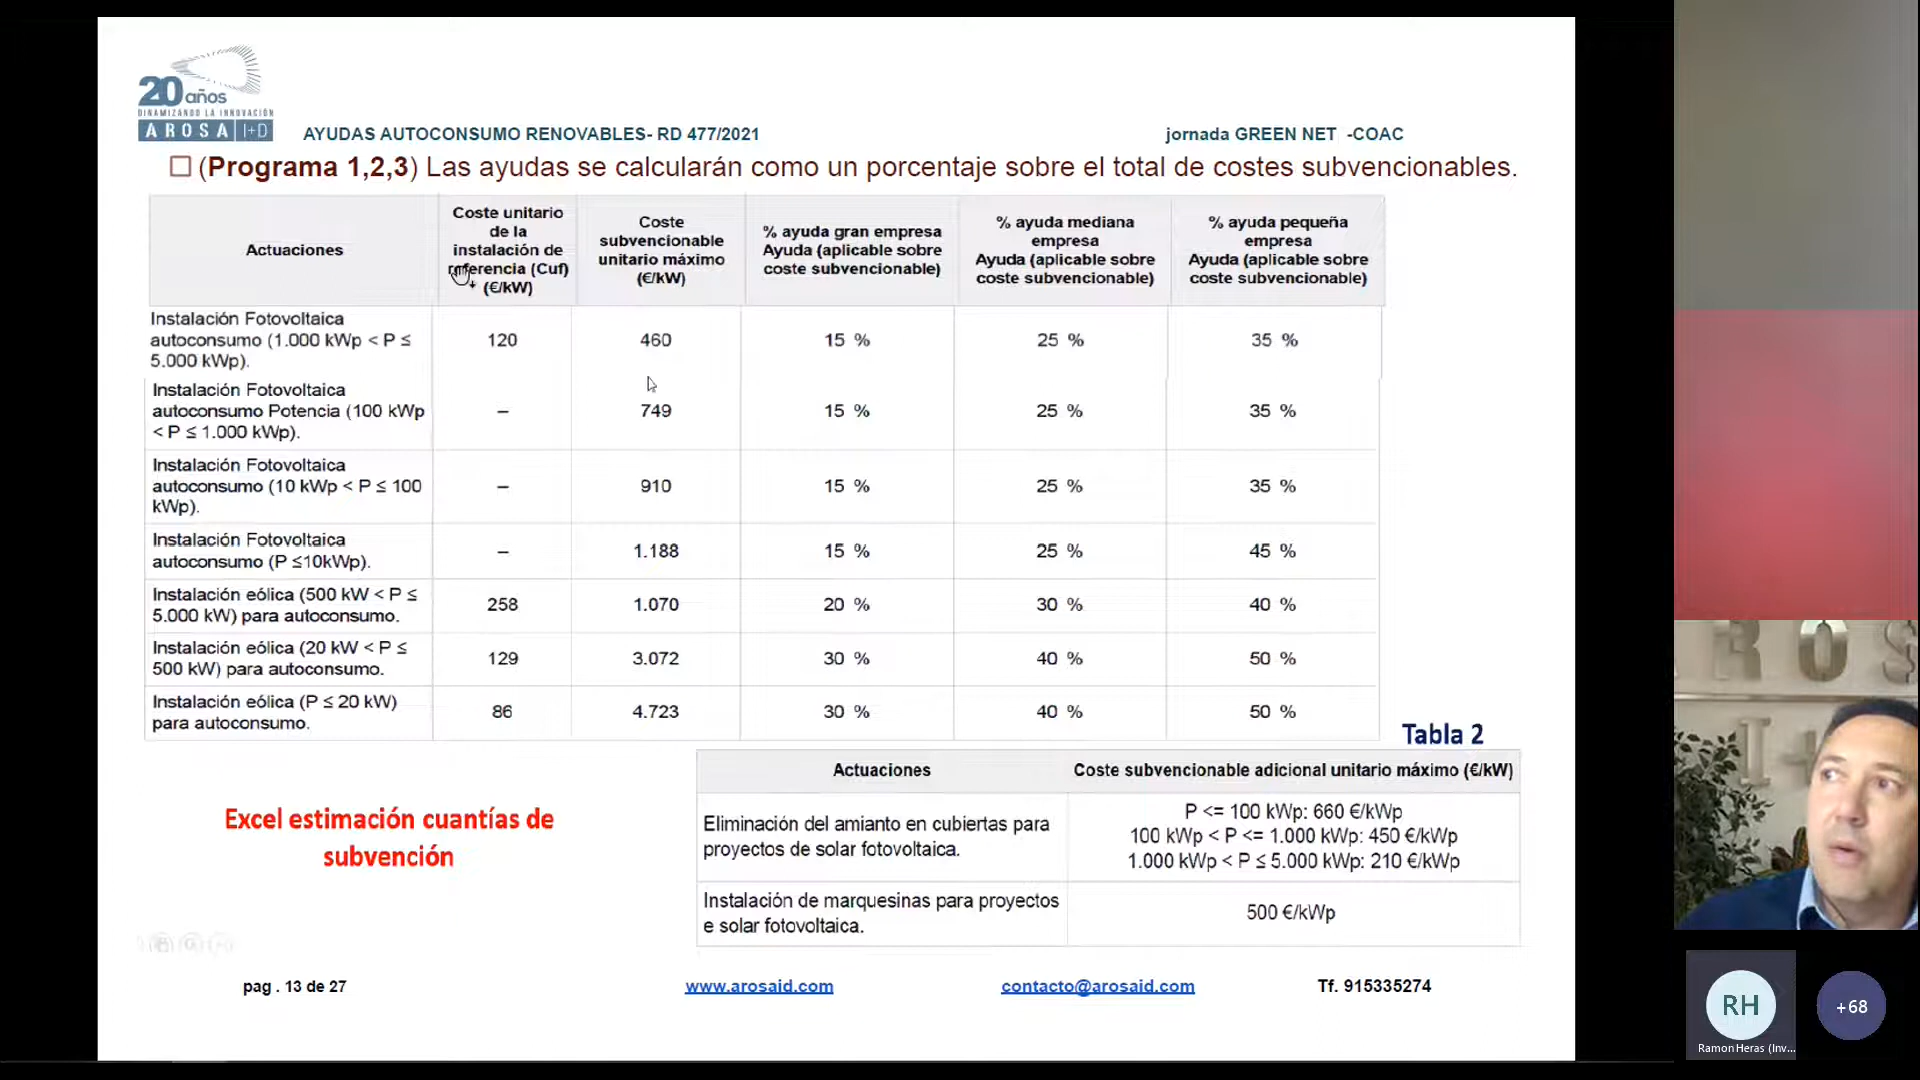 20 años
DINAMIZANDO LA INNOVACIÓN
AROSA I+D
AYUDAS AUTOCONSUMO RENOVABLES- RD 477/2021
jornada GREEN NET -COAC
(Programa 1,2,3) Las ayudas se calcularán como un porcentaje sobre el total de costes subvencionables.
Actuaciones
Coste unitario
de la
instalación de
referencia (Cuf)
(€/kW)
Coste
subvencionable
unitario máximo
(€/kW)
% ayuda gran empresa
Ayuda (aplicable sobre
coste subvencionable)
% ayuda mediana
empresa
Ayuda (aplicable sobre
coste subvencionable)
% ayuda pequeña
empresa
Ayuda (aplicable sobre
coste subvencionable)
Instalación Fotovoltaica
autoconsumo (1.000 kWp < P ≤
5.000 kWp).
120
460
15 %
25 %
35 %
Instalación Fotovoltaica
autoconsumo Potencia (100 kWp
< P ≤ 1.000 kWp).
–
749
15 %
25 %
35 %
Instalación Fotovoltaica
autoconsumo (10 kWp < P ≤ 100
kWp).
–
910
15 %
25 %
35 %
Instalación Fotovoltaica
autoconsumo (P ≤10kWp).
–
1.188
15 %
25 %
45 %
Instalación eólica (500 kW < P ≤
5.000 kW) para autoconsumo.
258
1.070
20 %
30 %
40 %
Instalación eólica (20 kW < P ≤
500 kW) para autoconsumo.
129
3.072
30 %
40 %
50 %
Instalación eólica (P ≤ 20 kW)
para autoconsumo.
86
4.723
30 %
40 %
50 %
Tabla 2
Actuaciones
Coste subvencionable adicional unitario máximo (€/kW)
Eliminación del amianto en cubiertas para
proyectos de solar fotovoltaica.
P <= 100 kWp: 660 €/kWp
100 kWp < P <= 1.000 kWp: 450 €/kWp
1.000 kWp < P ≤ 5.000 kWp: 210 €/kWp
Instalación de marquesinas para proyectos
e solar fotovoltaica.
500 €/kWp
Excel estimación cuantías de
subvención
pag . 13 de 27
www.arosaid.com
contacto@arosaid.com
Tf. 915335274
ROS
I+
RH
Ramon Heras (Inv...
+68